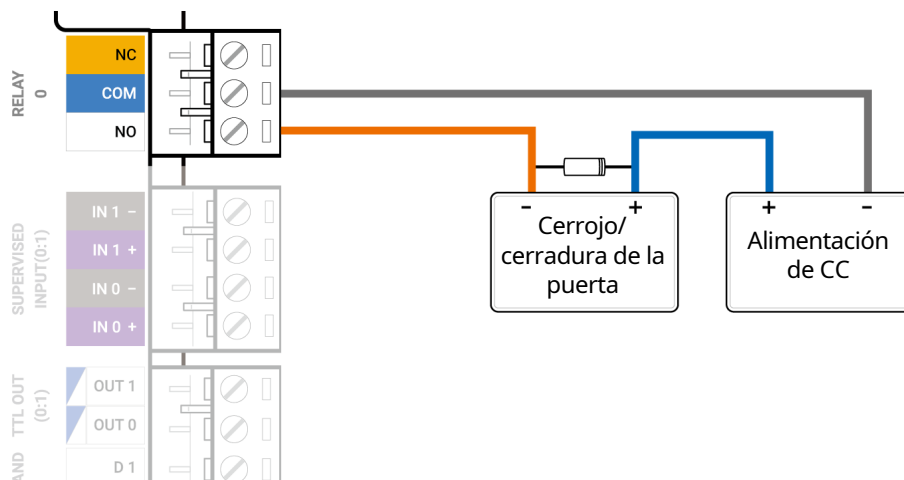 RELAY
0
NC
COM
NO
SUPERVISED
INPUT(0:1)
IN 1 −
IN 1 +
IN 0 −
IN 0 +
TTL OUT
(0:1)
OUT 1
OUT 0
D 1
- +
Cerrojo/
cerradura de la
puerta
+ -
Alimentación
de CC